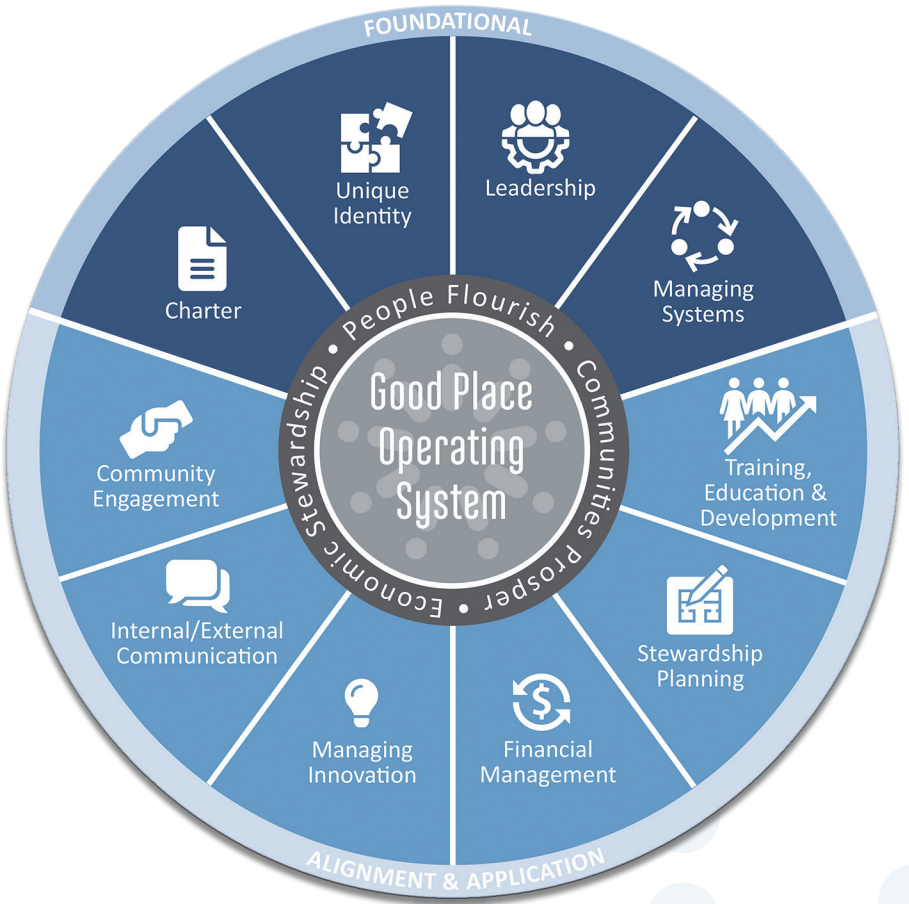 FOUNDATIONAL
Unique
Identity
Leadership
Charter
Managing
Systems
People Flourish • Communities Prosper • Economic Stewardship •
Good Place
Operating
System
Community
Engagement
Training,
Education &
Development
Internal/External
Communication
Stewardship
Planning
Managing
Innovation
$
Financial
Management
ALIGNMENT & APPLICATION